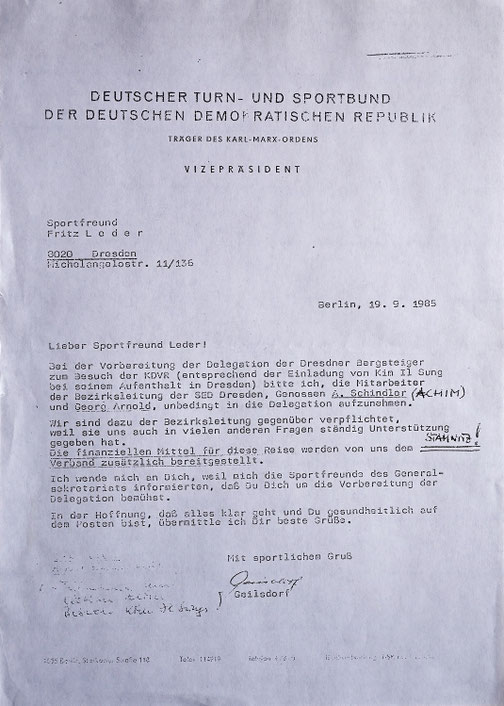 DEUTSCHER TURN- UND SPORTBUND
DER DEUTSCHEN DEMOKRATISCHEN REPUBLIK
TRÄGER DES KARL-MARX-ORDENS
VIZEPRÄSIDENT
Sportfreund
Fritz L e d e r
8020 Dresden
Michelangelostr. 11/136
Berlin, 19. 9. 1985
Lieber Sportfreund Leder!
Bei der Vorbereitung der Delegation der Dresdner Bergsteiger
zum Besuch der KDVR (entsprechend der Einladung von Kim Il Sung
bei seinem Aufenthalt in Dresden) bitte ich, die Mitarbeiter
der Bezirksleitung der SED Dresden, Genossen A. Schindler (ACHIM)
und Georg Arnold, unbedingt in die Delegation aufzunehmen.
Wir sind dazu der Bezirksleitung gegenüber verpflichtet,
weil sie uns auch in vielen anderen Fragen ständig Unterstützung
gegeben hat. STAHNITZ!
Die finanziellen Mittel für diese Reise werden von uns dem
Verband zusätzlich bereitgestellt.
Ich wende mich an Dich, weil mich die Sportfreunde des General-
sekretariats informierten, daß Du Dich um die Vorbereitung der
Delegation bemühst.
In der Hoffnung, daß alles klar geht und Du gesundheitlich auf
dem Posten bist, übermittle ich Dir beste Grüße.
Mit sportlichem Gruß
Geilsdorf